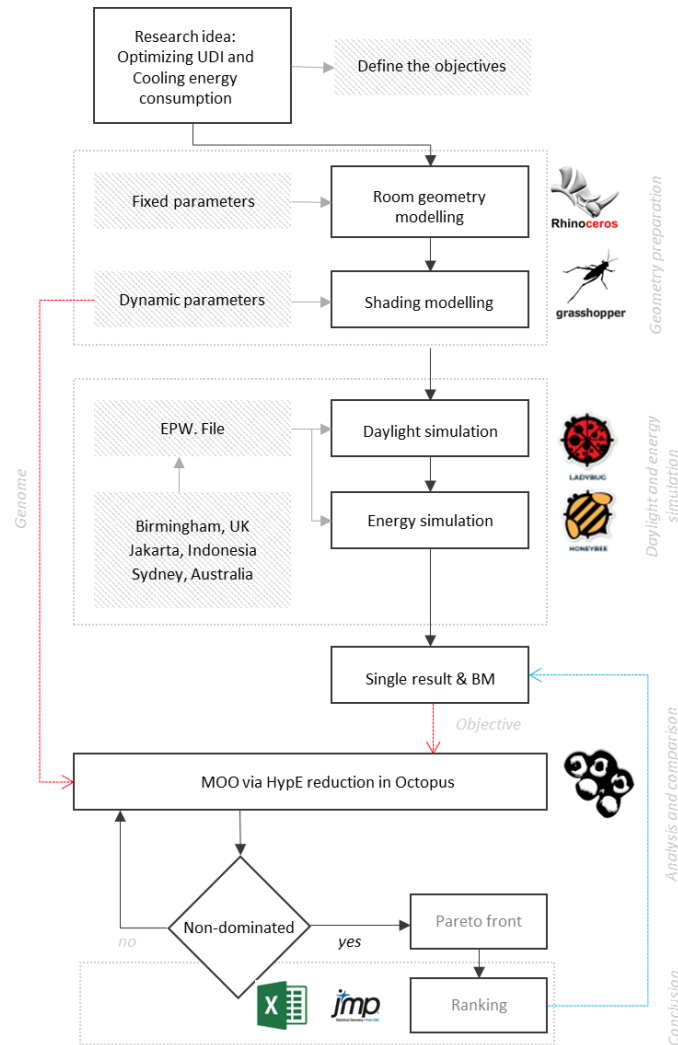 Research idea:
Optimizing UDI and
Cooling energy
consumption
Define the objectives
Fixed parameters
Room geometry
modelling
Rhinoceros
Dynamic parameters
Shading modelling
grasshopper
Geometry preparation
EPW. File
Daylight simulation
LADYBUG
Birmingham, UK
Jakarta, Indonesia
Sydney, Australia
Energy simulation
HONEYBEE
Daylight and energy
simulation
Genome
Single result & BM
Objective
MOO via HypE reduction in Octopus
Analysis and comparison
Non-dominated
no
yes
Pareto front
X
jmp
Ranking
Conclusion